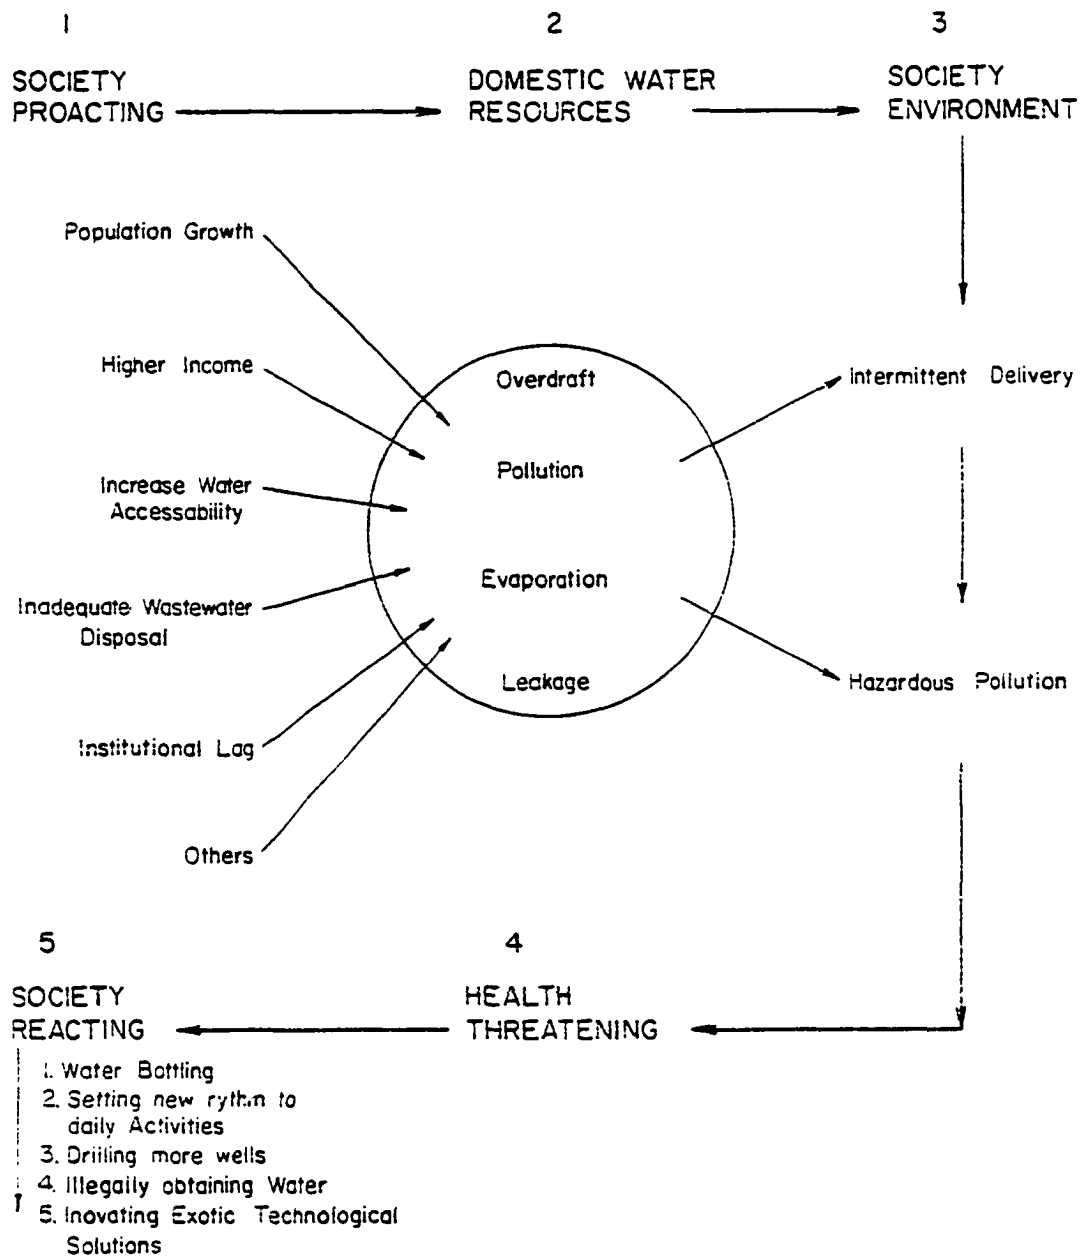 1
SOCIETY
PROACTING
2
DOMESTIC WATER
RESOURCES
3
SOCIETY
ENVIRONMENT
Population Growth
Higher Income
Increase Water
Accessability
Inadequate Wastewater
Disposal
Institutional Lag
Others
Overdraft
Pollution
Evaporation
Leakage
Intermittent Delivery
Hazardous Pollution
5
SOCIETY
REACTING
4
HEALTH
THREATENING
1. Water Bottling
2. Setting new rythm to
daily Activities
3. Drilling more wells
4. Illegally obtaining Water
5. Inovating Exotic Technological
Solutions